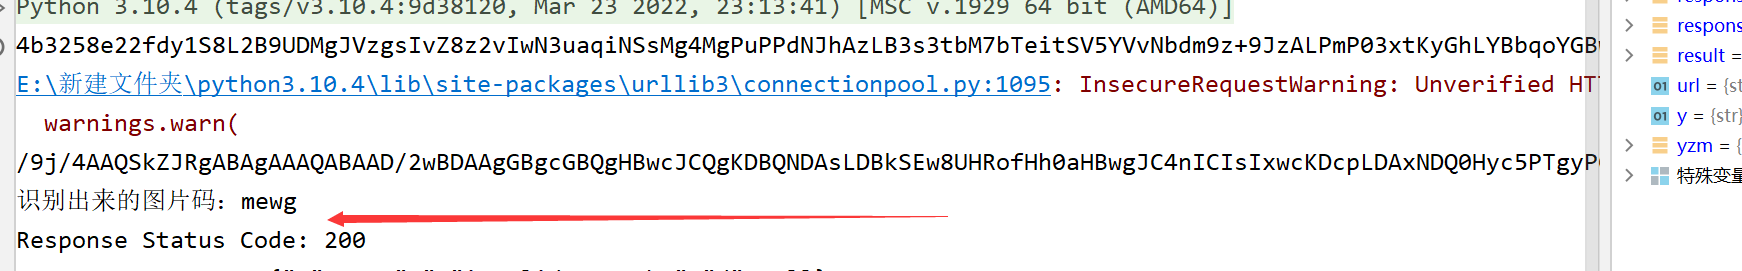 Python 3.10.4 (tags/v3.10.4:9d38120, Mar 23 2022, 23:13:41) [MSC v.1929 64 bit (AMD64)]
4b3258e22fdy1S8L2B9UDMgJVzgsIvZ8z2vIwN3uaqiNSsMg4MgPuPPdNJhAzLB3s3tbM7bTeitSV5YVvNbdm9z+9JzALPmP03xtKyGhLYBbqoYGB
E:\新建文件夹\python3.10.4\lib\site-packages\urllib3\connectionpool.py:1095: InsecureRequestWarning: Unverified HT
warnings.warn(
/9j/4AAQSkZJRgABAgAAAQABAAD/2wBDAAgGBgcGBQgHBwcJCQgKDBQNDAsLDBkSEw8UHRofHh0aHBwgJC4nICIsIxwcKDcpLDAxNDQ0Hyc5PTgyP
识别出来的图片码：mewg
Response Status Code: 200
respons
result =
url = {st
y = {str}
yzm = {
特殊变量